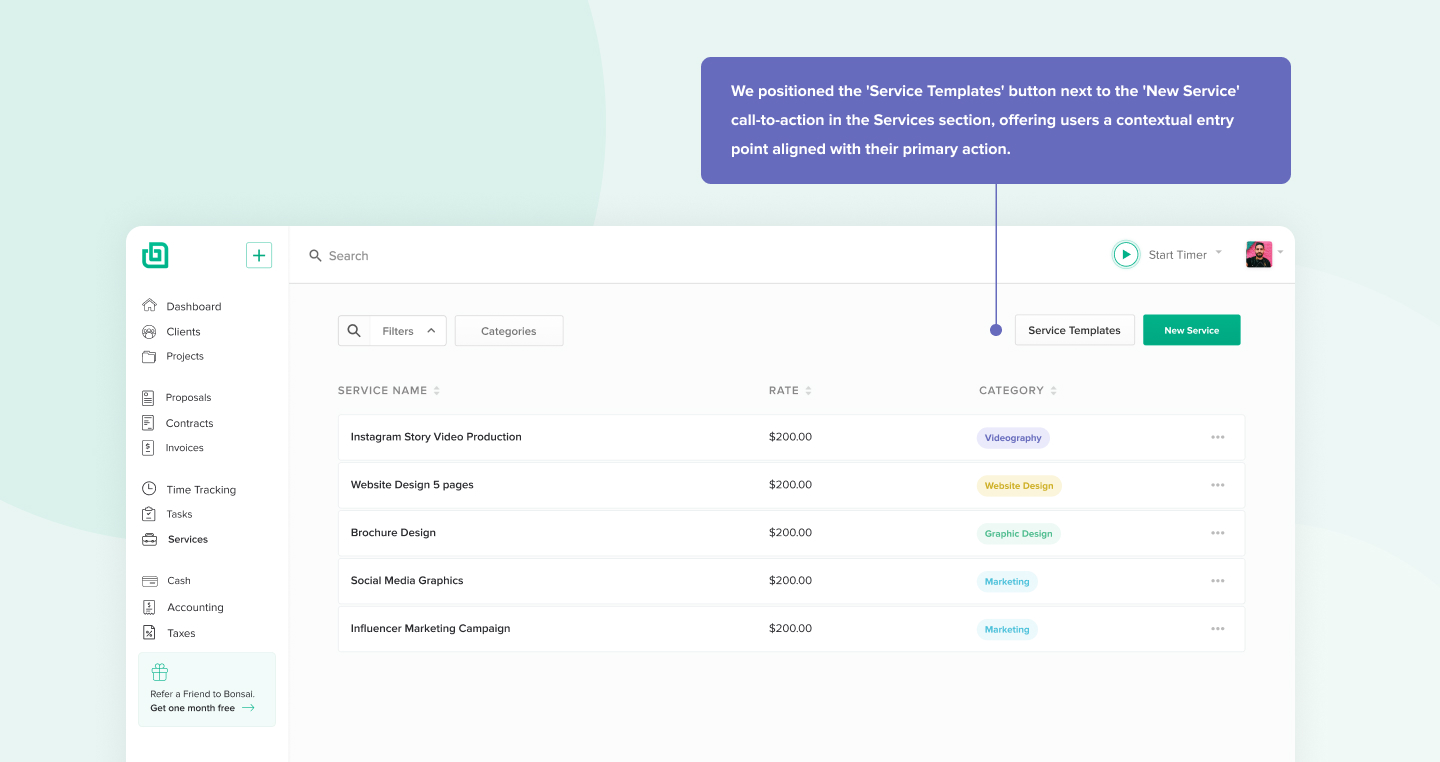 We positioned the 'Service Templates' button next to the 'New Service'
call-to-action in the Services section, offering users a contextual entry
point aligned with their primary action.
Search
Start Timer
Dashboard
Clients
Projects
Proposals
Contracts
Invoices
Time Tracking
Tasks
Services
Cash
Accounting
Taxes
Refer a Friend to Bonsai.
Get one month free
Filters
Categories
Service Templates
New Service
SERVICE NAME RATE CATEGORY
Instagram Story Video Production $200.00 Videography
Website Design 5 pages $200.00 Website Design
Brochure Design $200.00 Graphic Design
Social Media Graphics $200.00 Marketing
Influencer Marketing Campaign $200.00 Marketing